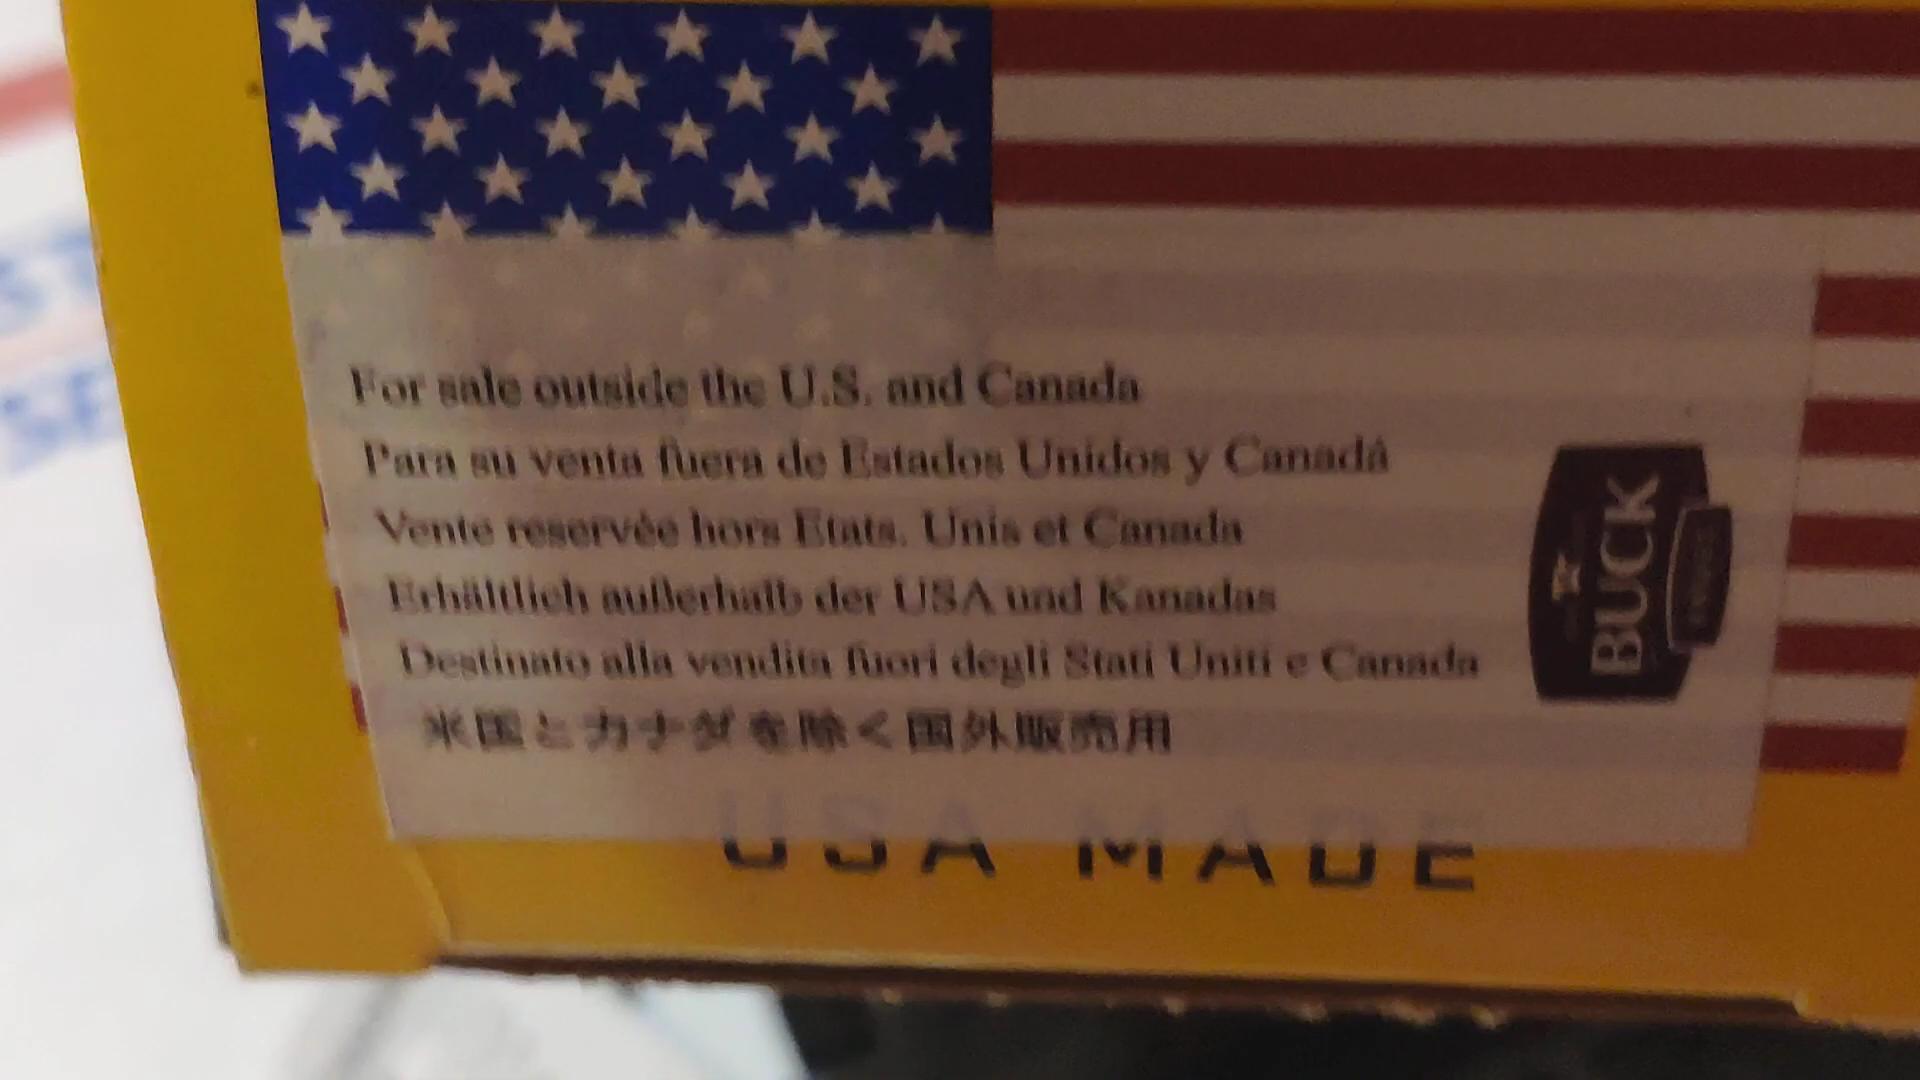 For sale outside the U.S. and Canada
Para su venta fuera de Estados Unidos y Canadá
Vente reservée hors Etats. Unis et Canada
Erhältlich außerhalb der USA und Kanadas
Destinato alla vendita fuori degli Stati Uniti e Canada
米国とカナダを除く国外販売用
BUCK
USA MADE